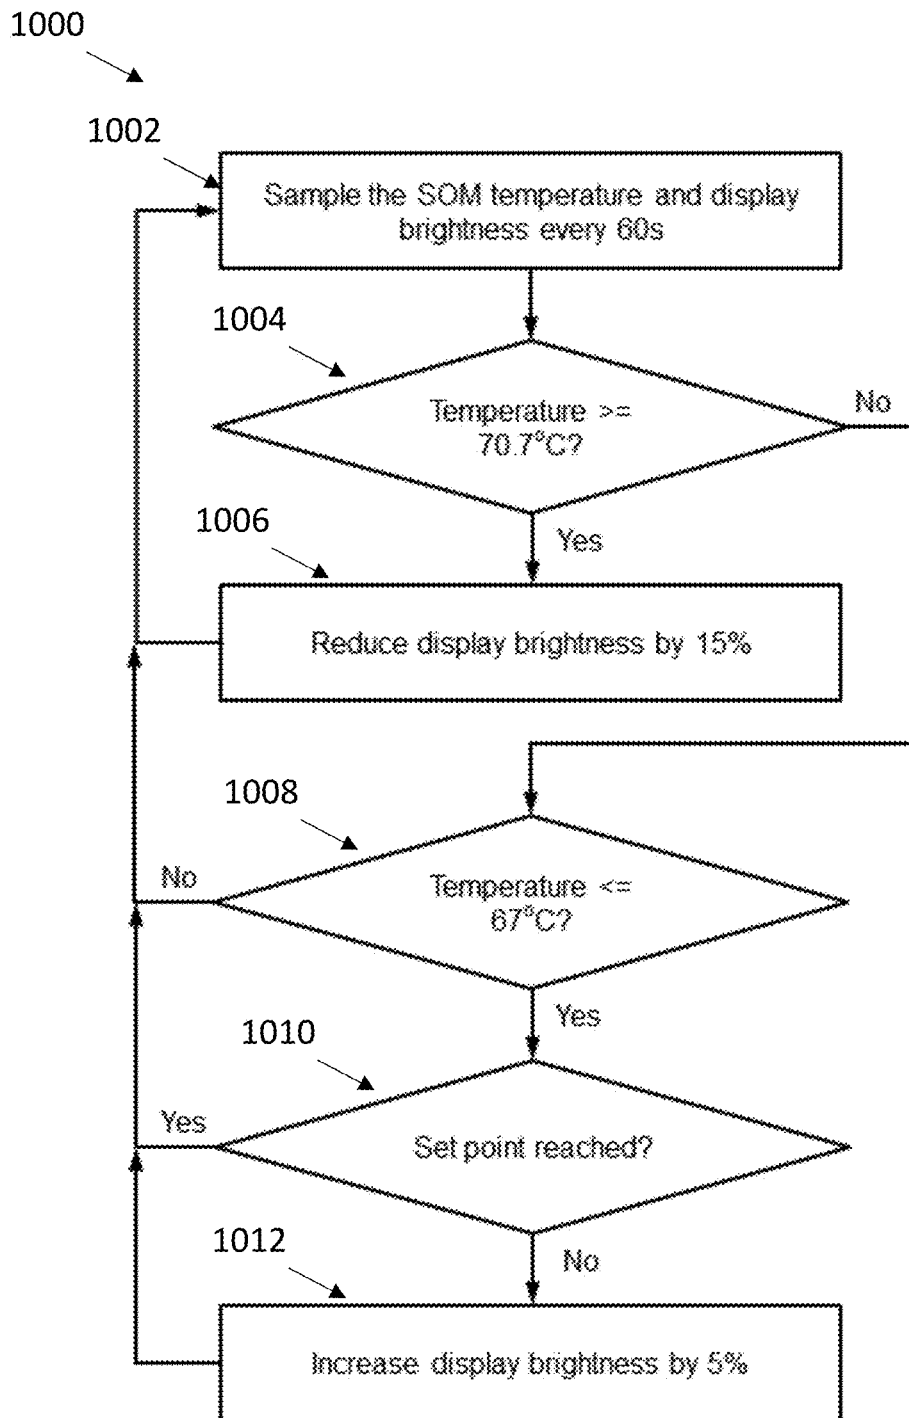 1000
1002
Sample the SOM temperature and display
brightness every 60s
1004
Temperature >=
70.7°C?
No
Yes
1006
Reduce display brightness by 15%
1008
Temperature <=
67°C?
No
Yes
1010
Set point reached?
Yes
No
1012
Increase display brightness by 5%